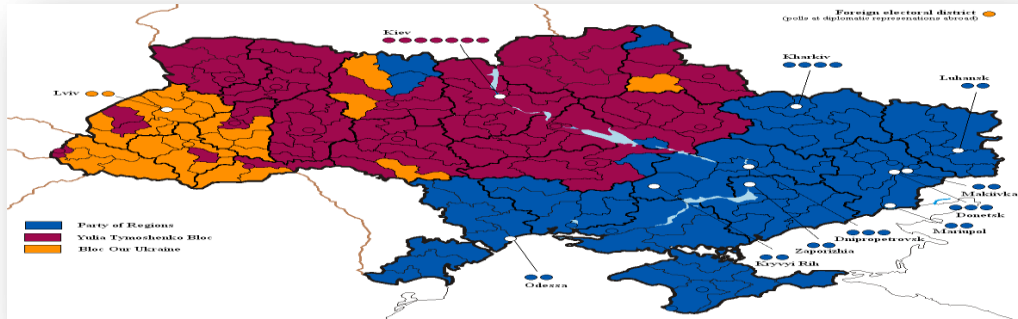 Foreign electoral district
(polls at diplomatic represenations abroad)
Kiev
Kharkiv
Luhansk
Lviv
Makiivka
Donetsk
Mariupol
Dnipropetrovsk
Zaporizhia
Kryvyi Rih
Odessa
Party of Regions
Yulia Tymoshenko Bloc
Bloc Our Ukraine